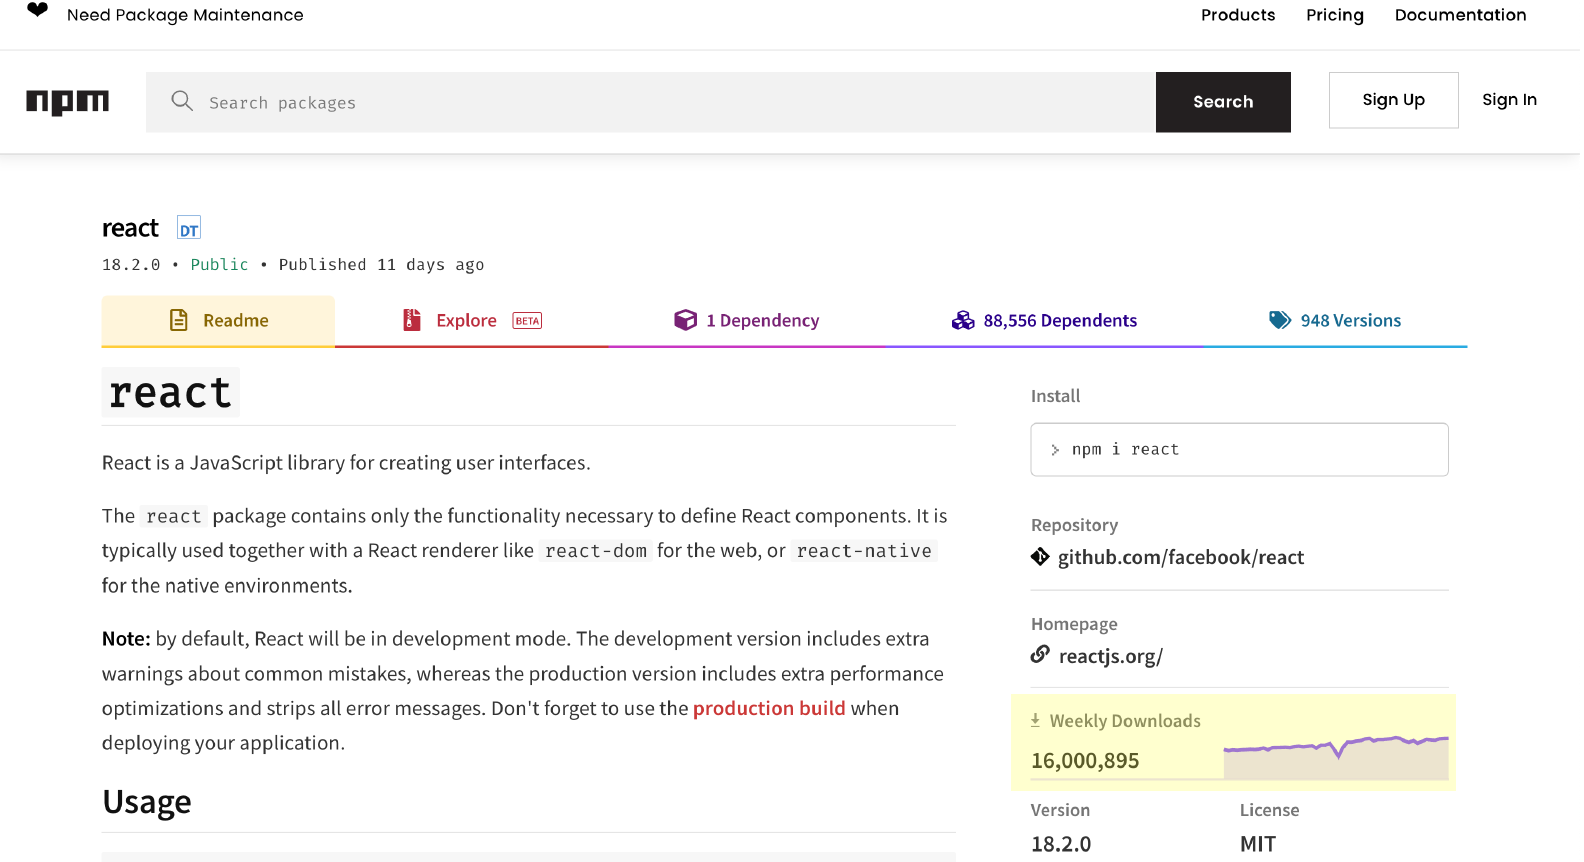 ❤ Need Package Maintenance
Products Pricing Documentation
npm
Search packages
Search
Sign Up
Sign In
react DT
18.2.0 • Public • Published 11 days ago
Readme
Explore BETA
1 Dependency
88,556 Dependents
948 Versions
react
React is a JavaScript library for creating user interfaces.
The react package contains only the functionality necessary to define React components. It is
typically used together with a React renderer like react-dom for the web, or react-native
for the native environments.
Note: by default, React will be in development mode. The development version includes extra
warnings about common mistakes, whereas the production version includes extra performance
optimizations and strips all error messages. Don't forget to use the production build when
deploying your application.
Usage
Install
> npm i react
Repository
github.com/facebook/react
Homepage
reactjs.org/
Weekly Downloads
16,000,895
Version License
18.2.0 MIT